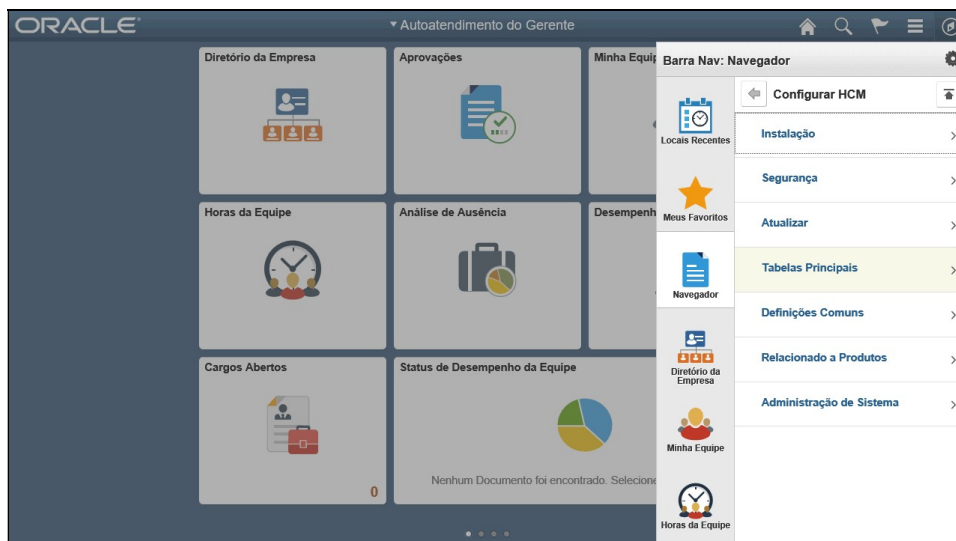 ORACLE
Autoatendimento do Gerente
Diretório da Empresa
Aprovações
Minha Equip
Horas da Equipe
Análise de Ausência
Desempenh
Cargos Abertos
0
Status de Desempenho da Equipe
Nenhum Documento foi encontrado. Selecione
Barra Nav: Navegador
Locais Recentes
Meus Favoritos
Navegador
Diretório da
Empresa
Minha Equipe
Horas da Equipe
Configurar HCM
Instalação
Segurança
Atualizar
Tabelas Principais
Definições Comuns
Relacionado a Produtos
Administração de Sistema